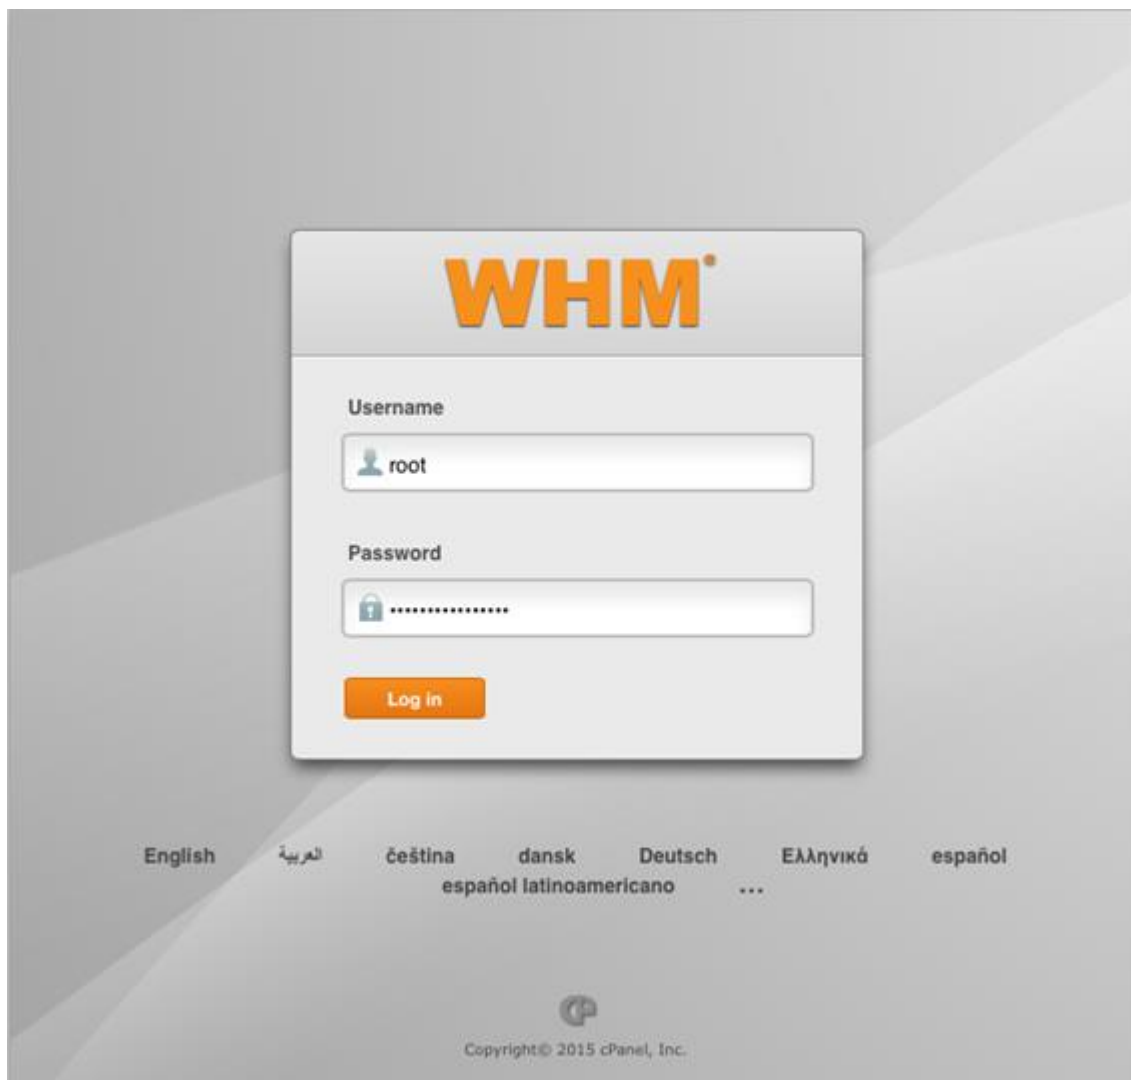 WHM®
Username
root
Password
••••••••••••••••
Log in
English العربية čeština dansk Deutsch Ελληνικά español
español latinoamericano ...
cP
Copyright© 2015 cPanel, Inc.